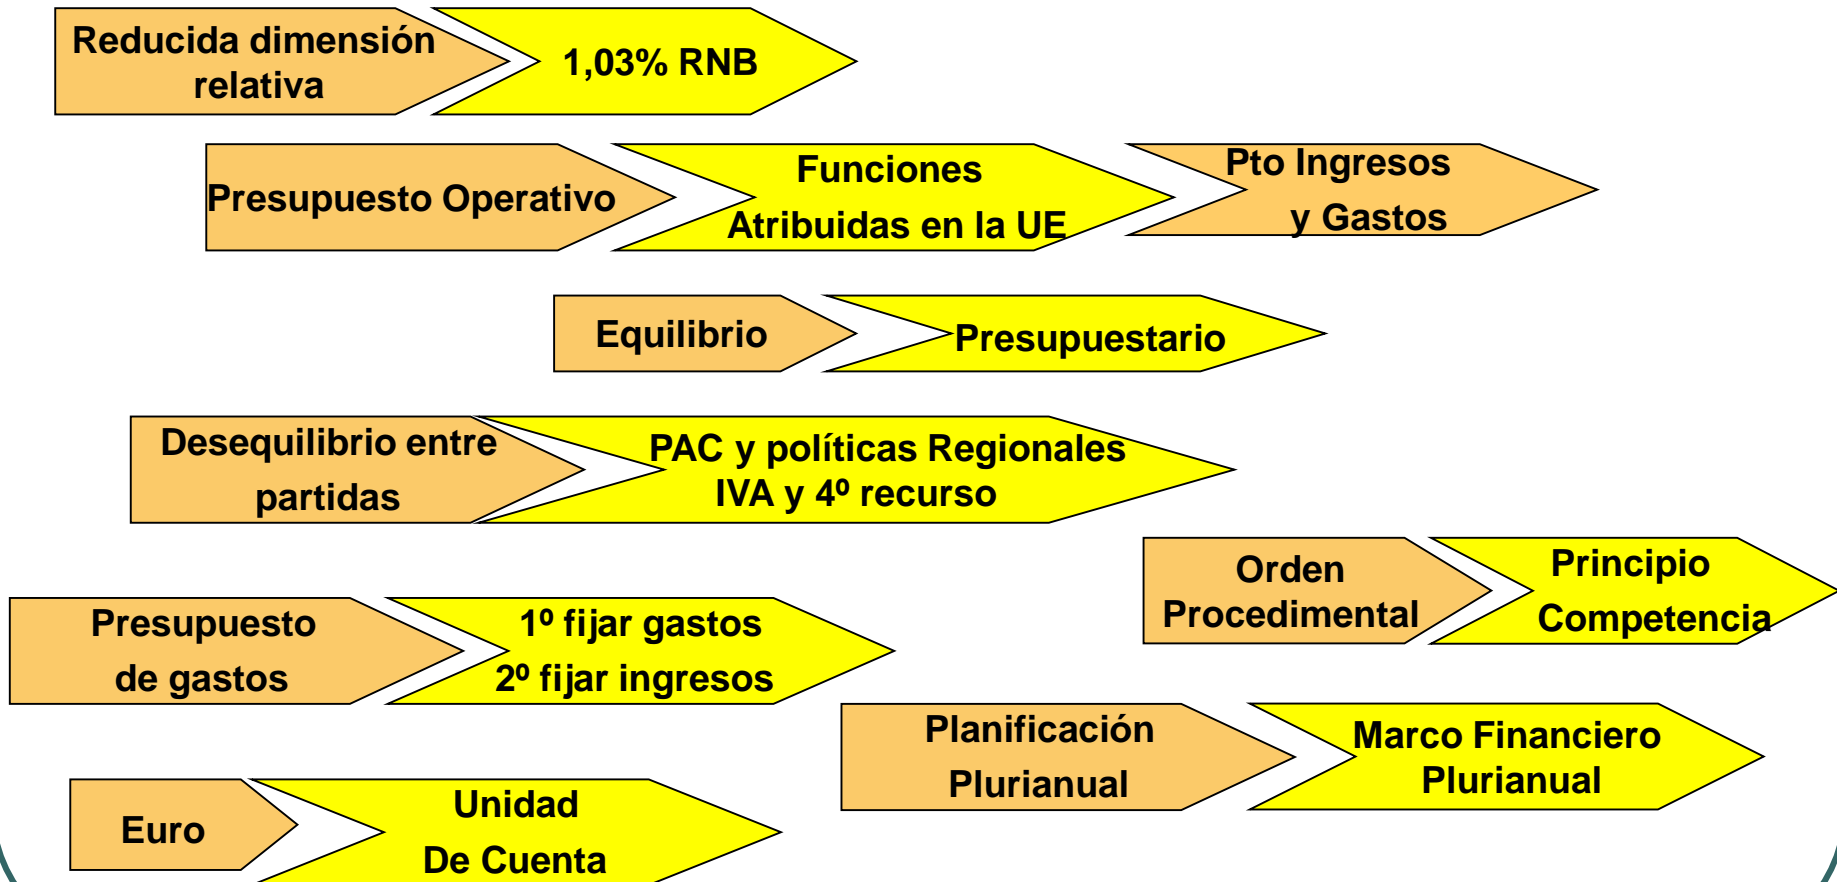 Reducida dimensión
relativa
1,03% RNB
Presupuesto Operativo
Funciones
Atribuidas en la UE
Pto Ingresos
y Gastos
Equilibrio
Presupuestario
Desequilibrio entre
partidas
PAC y políticas Regionales
IVA y 4º recurso
Orden
Procedimental
Principio
Competencia
Presupuesto
de gastos
1º fijar gastos
2º fijar ingresos
Planificación
Plurianual
Marco Financiero
Plurianual
Euro
Unidad
De Cuenta